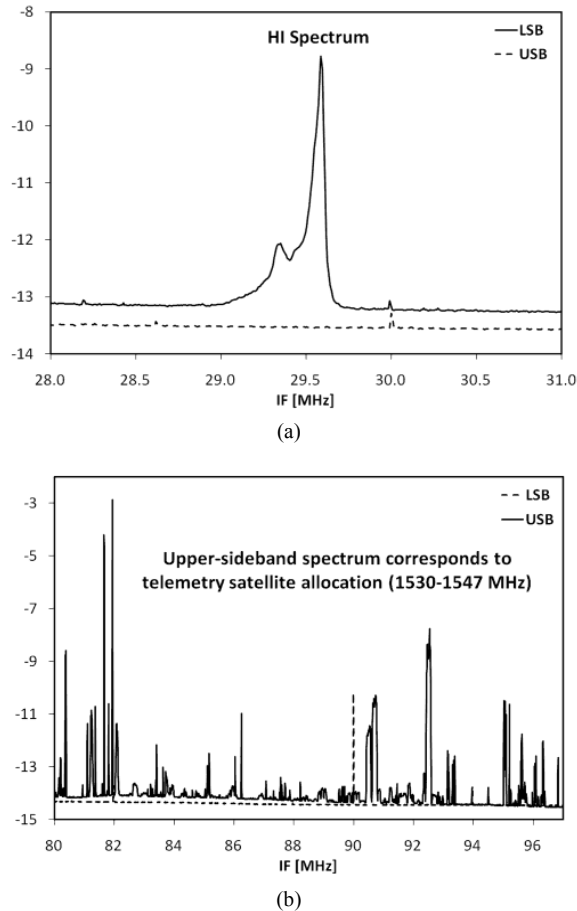 -8
-9
-10
-11
-12
-13
-14
HI Spectrum
LSB
USB
28.0 28.5 29.0 29.5 30.0 30.5 31.0
IF [MHz]
(a)
-3
-5
-7
-9
-11
-13
-15
LSB
USB
Upper-sideband spectrum corresponds to
telemetry satellite allocation (1530-1547 MHz)
80 82 84 86 88 90 92 94 96
IF [MHz]
(b)